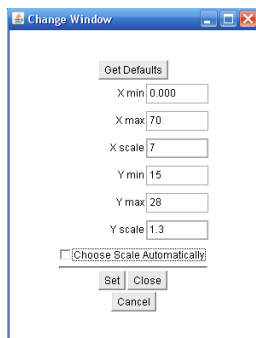 Change Window
Get Defaults
X min 0.000
X max 70
X scale 7
Y min 15
Y max 28
Y scale 1.3
Choose Scale Automatically
Set Close
Cancel